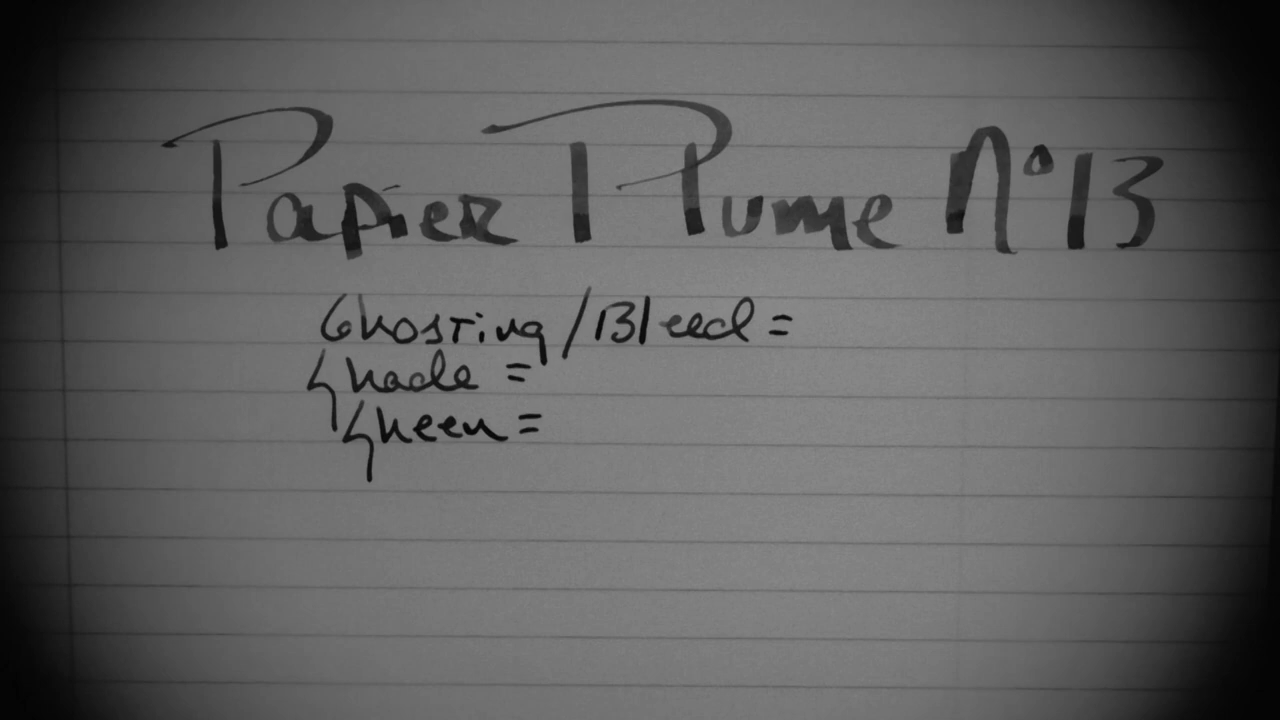 Papier Plume N° 13
Ghosting/Bleed =
Shade =
Sheen =